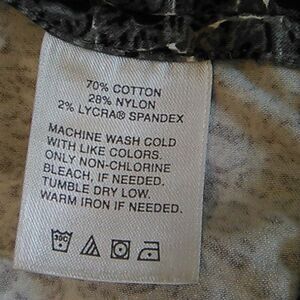 70% COTTON
28% NYLON
2% LYCRA® SPANDEX
MACHINE WASH COLD
WITH LIKE COLORS.
ONLY NON-CHLORINE
BLEACH, IF NEEDED.
TUMBLE DRY LOW.
WARM IRON IF NEEDED.
30C